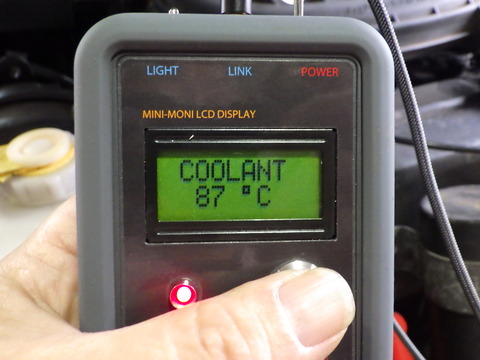 LIGHT LINK POWER
MINI-MONI LCD DISPLAY
COOLANT
87 °C